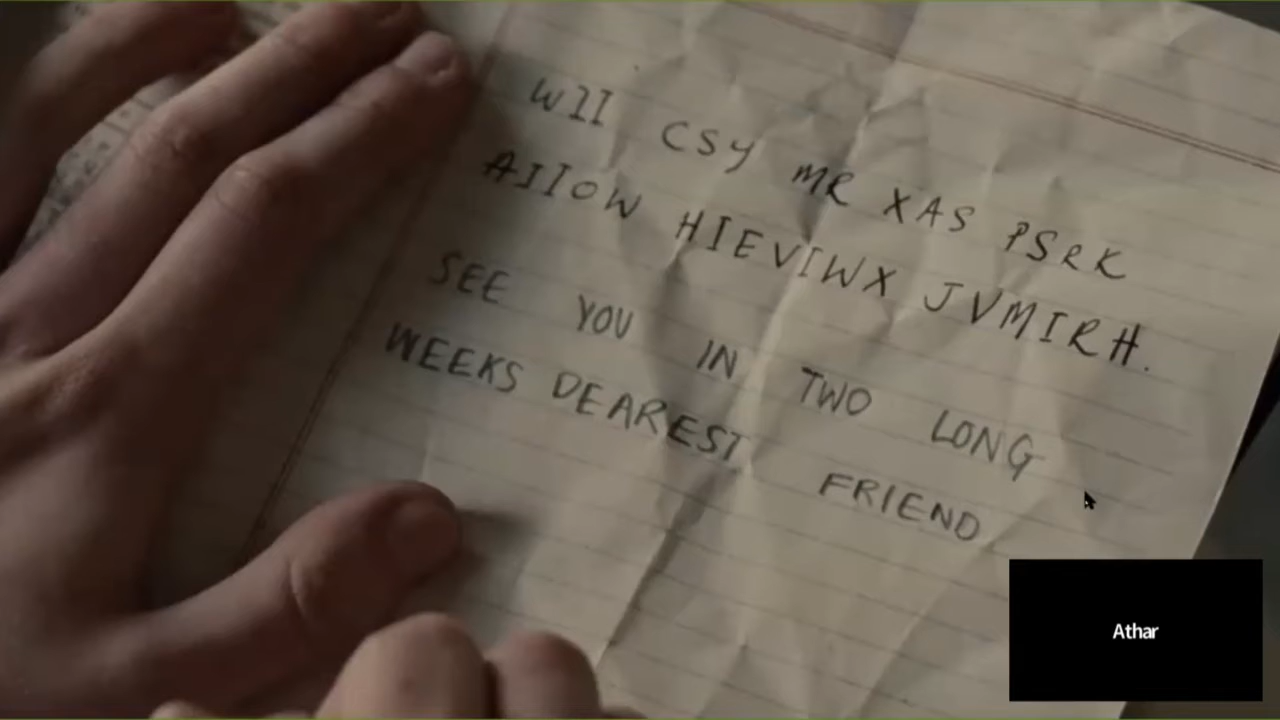 WII CSY MR XAS PSRK
AIIOW HIEVIWX JVMIRH.
SEE YOU IN TWO LONG
WEEKS DEAREST FRIEND
Athar